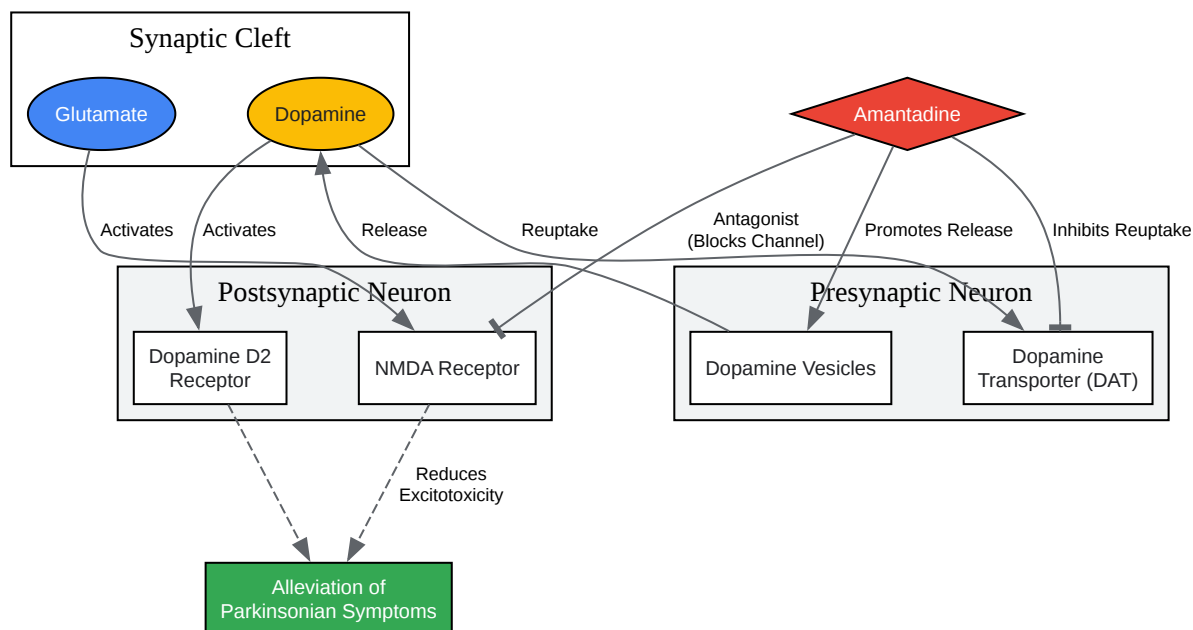 Synaptic Cleft
Glutamate
Dopamine
Amantadine
Activates
Activates
Release
Reuptake
Antagonist
(Blocks Channel)
Promotes Release
Inhibits Reuptake
Postsynaptic Neuron
Presynaptic Neuron
Dopamine D2
Receptor
NMDA Receptor
Dopamine Vesicles
Dopamine
Transporter (DAT)
Reduces
Excitotoxicity
Alleviation of
Parkinsonian Symptoms